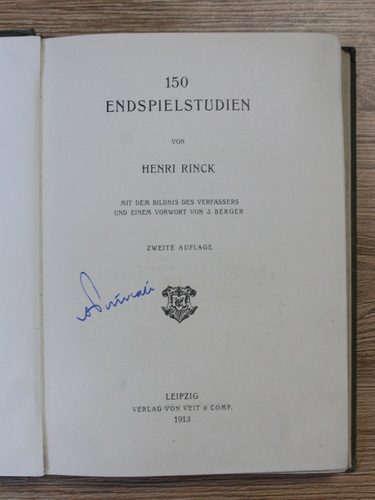 150
ENDSPIELSTUDIEN
VON
HENRI RINCK
MIT DEM BILDNIS DES VERFASSERS
UND EINEM VORWORT VON J. BERGER
ZWEITE AUFLAGE
LEIPZIG
VERLAG VON VEIT & COMP.
1913